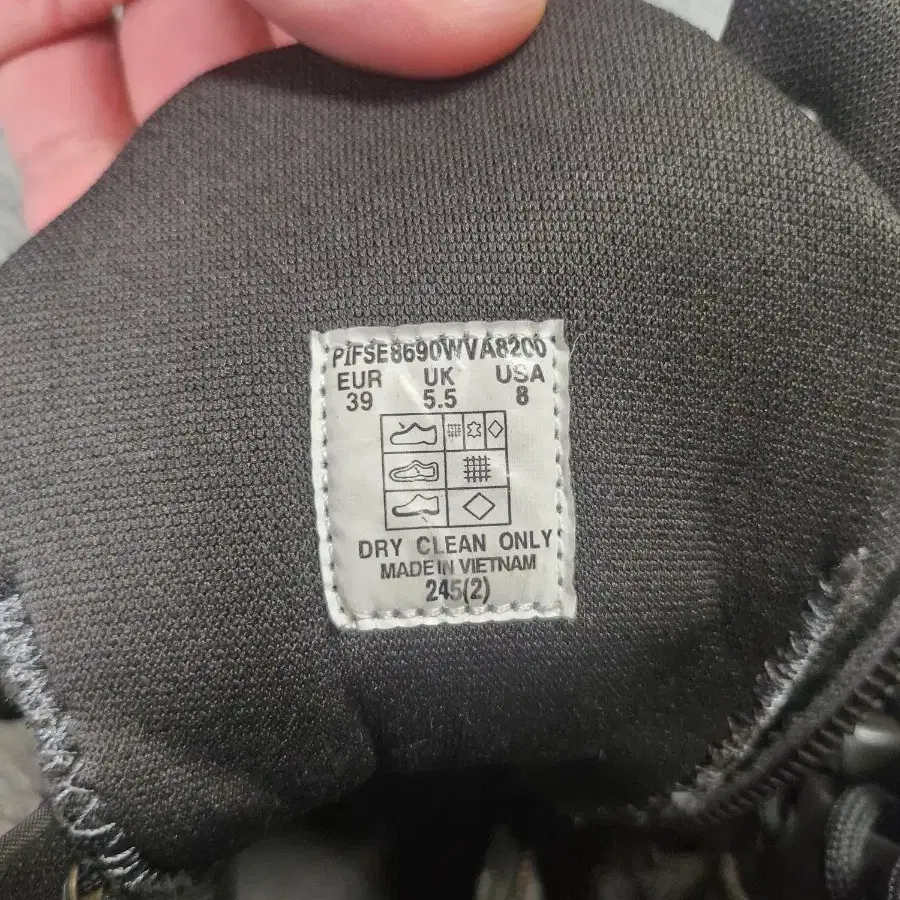 PIFSE8690WVA8200
EUR UK USA
39 5.5 8
DRY CLEAN ONLY
MADE IN VIETNAM
245(2)